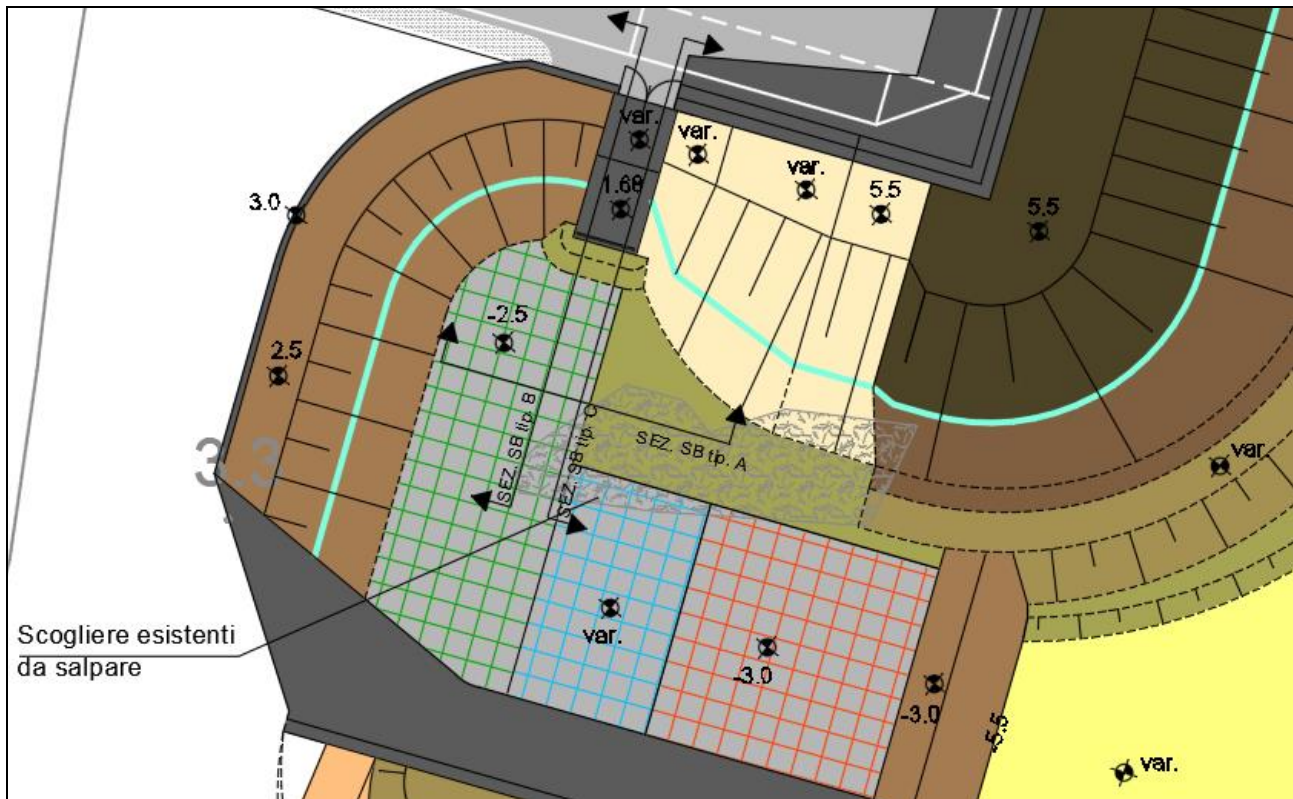 var.
var.
var.
1.68
5.5
5.5
3.0
-2.5
2.5
3.3
SEZ. SB tip. B
SEZ. SB tip. C
SEZ. SB tip. A
var.
Scogliere esistenti
da salpare
var.
-3.0
-3.0
-5.5
var.